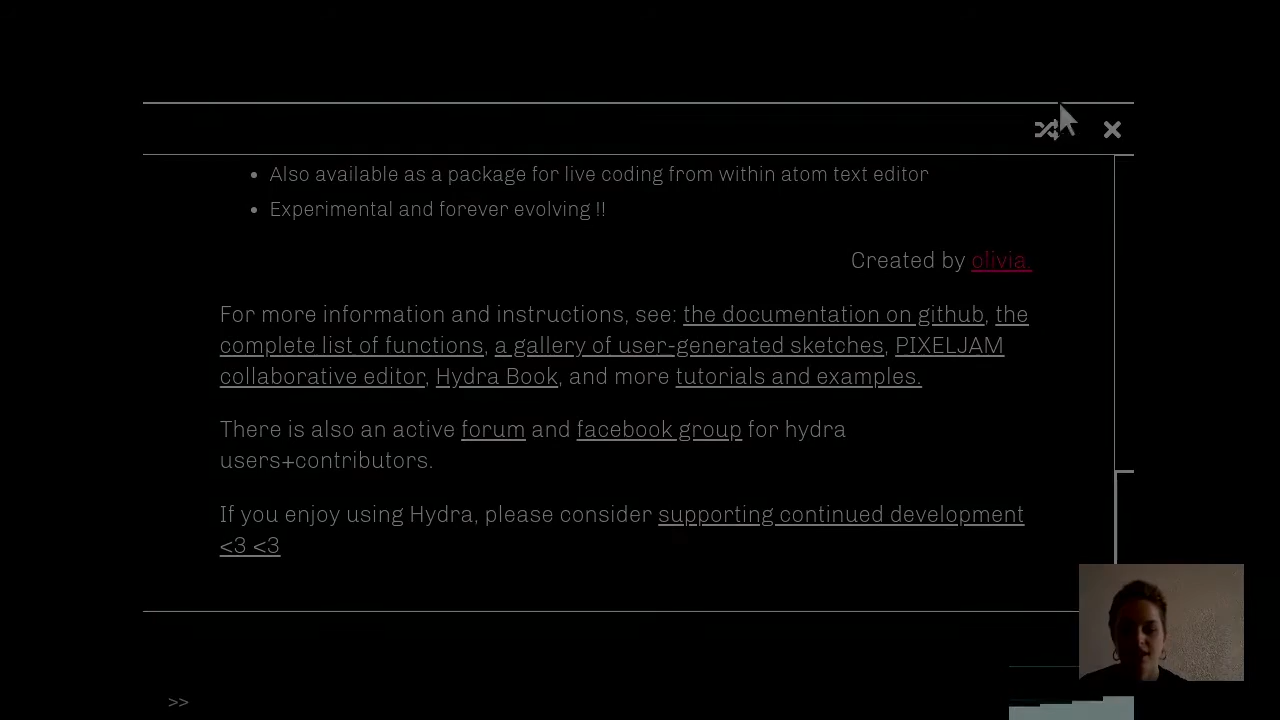 Also available as a package for live coding from within atom text editor
Experimental and forever evolving !!
Created by olivia.
For more information and instructions, see: the documentation on github, the
complete list of functions, a gallery of user-generated sketches, PIXELJAM
collaborative editor, Hydra Book, and more tutorials and examples.
There is also an active forum and facebook group for hydra
users+contributors.
If you enjoy using Hydra, please consider supporting continued development
<3 <3
>>